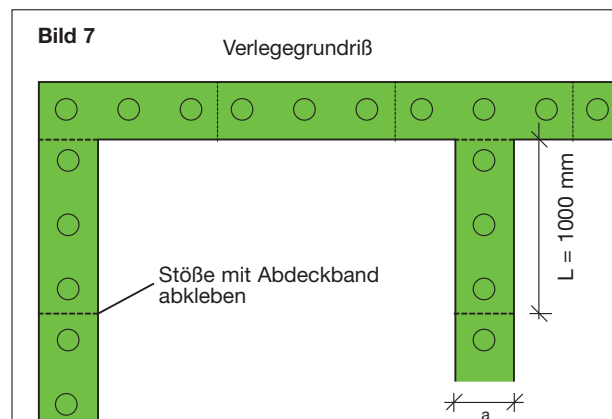 Bild 7
Verlegegrundriß
L = 1000 mm
Stöße mit Abdeckband
abkleben
a